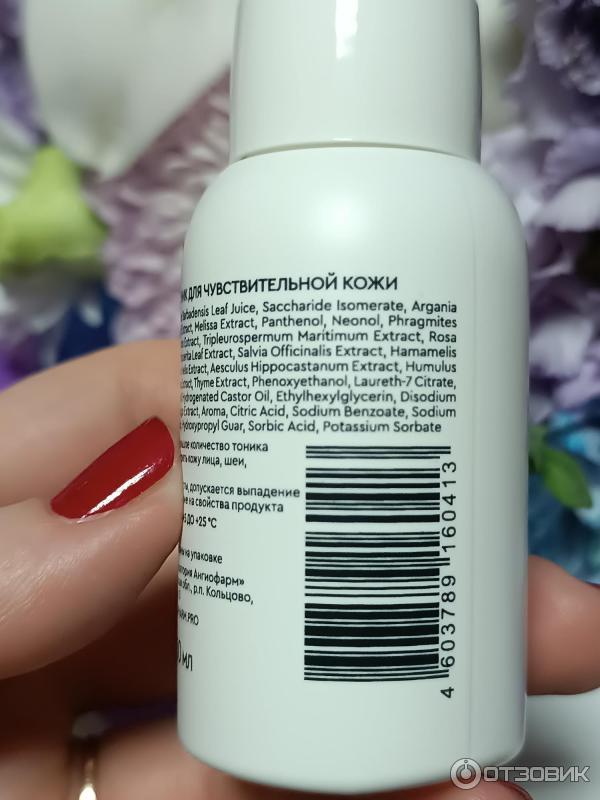 ДЛЯ ЧУВСТВИТЕЛЬНОЙ КОЖИ
Leaf Juice, Saccharide Isomerate, Argania
Melissa Extract, Panthenol, Neonol, Phragmites
Extract, Tripleurospermum Maritimum Extract, Rosa
Leaf Extract, Salvia Officinalis Extract, Hamamelis
Extract, Aesculus Hippocastanum Extract, Humulus
Thyme Extract, Phenoxyethanol, Laureth-7 Citrate,
Hydrogenated Castor Oil, Ethylhexylglycerin, Disodium
Extract, Aroma, Citric Acid, Sodium Benzoate, Sodium
Guar, Sorbic Acid, Potassium Sorbate
количество тоника
кожу лица, шеи,
допускается выпадение
на свойства продукта
ДО +25 °C
на упаковке
Ангиофарм»
обл., р.п. Кольцово,
мл
4 603789 160413
ОТЗОВИК